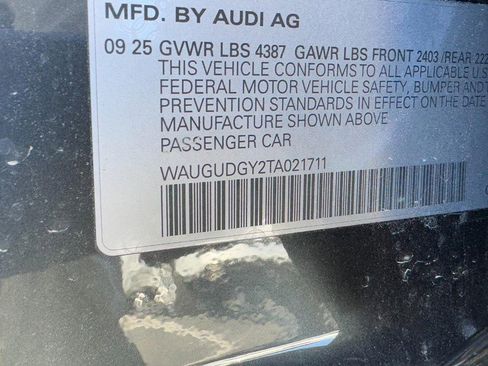 MFD. BY AUDI AG
09 25 GVWR LBS 4387 GAWR LBS FRONT 2403 /REAR 222
THIS VEHICLE CONFORMS TO ALL APPLICABLE U.S
FEDERAL MOTOR VEHICLE SAFETY, BUMPER AND T
PREVENTION STANDARDS IN EFFECT ON THE DATE
MANUFACTURE SHOWN ABOVE
PASSENGER CAR
WAUGUDGY2TA021711